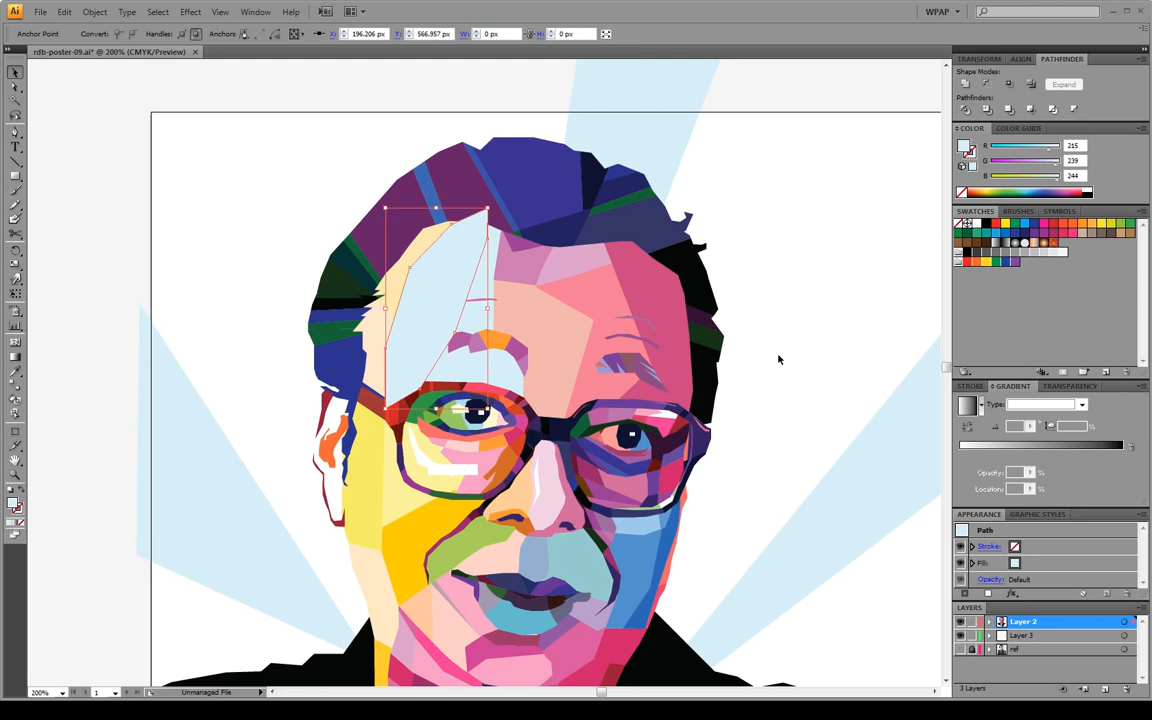 Ai File Edit Object Type Select Effect View Window Help Br WPAP
Anchor Point Convert: Handles: Anchors: X: 196.206 px Y: 566.957 px W: 0 px H: 0 px
rdb-poster-09.ai* @ 200% (CMYK/Preview) ×
TRANSFORM ALIGN PATHFINDER
Shape Modes:
Expand
Pathfinders:
COLOR COLOR GUIDE
R 215
G 239
B 244
SWATCHES BRUSHES SYMBOLS
STROKE GRADIENT TRANSPARENCY
Type:
%
Opacity: %
Location: %
APPEARANCE GRAPHIC STYLES
Path
Stroke:
Fill:
Opacity: Default
LAYERS
Layer 2
Layer 3
ref
3 Layers
200% 1 Unmanaged File